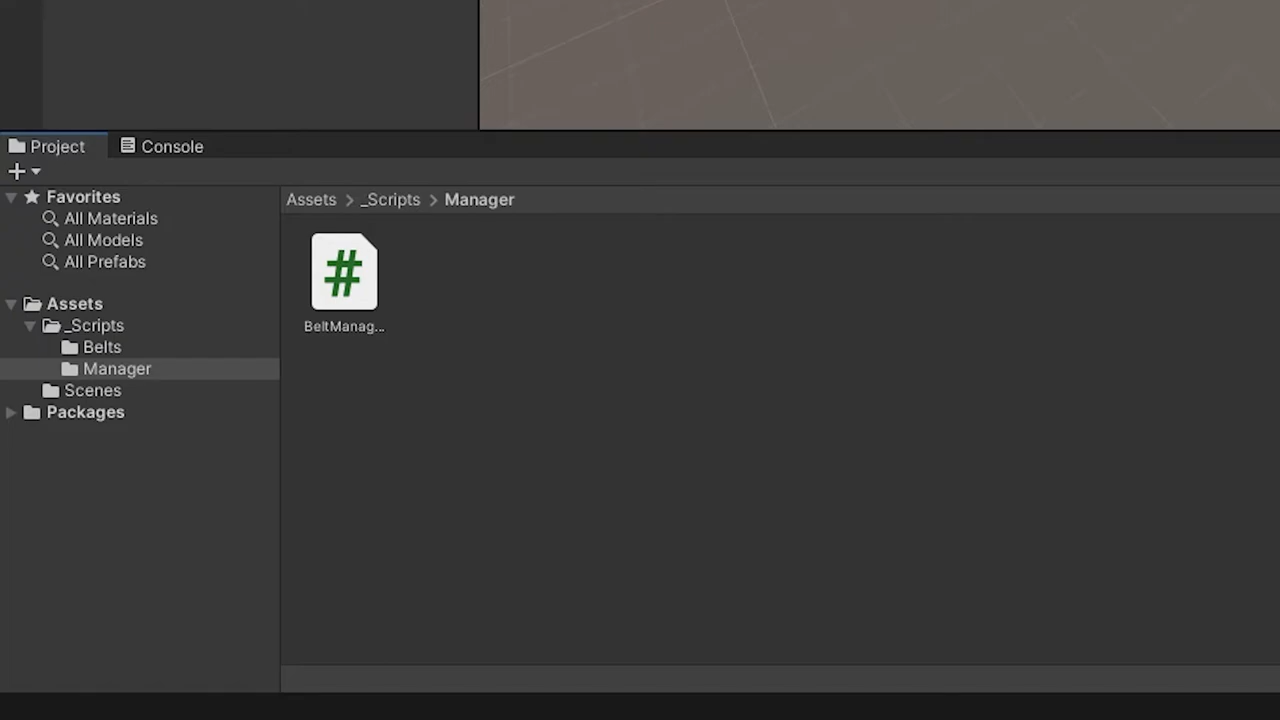 Project
Console
Favorites
All Materials
All Models
All Prefabs
Assets
_Scripts
Belts
Manager
Scenes
Packages
Assets > _Scripts > Manager
#
BeltManag...